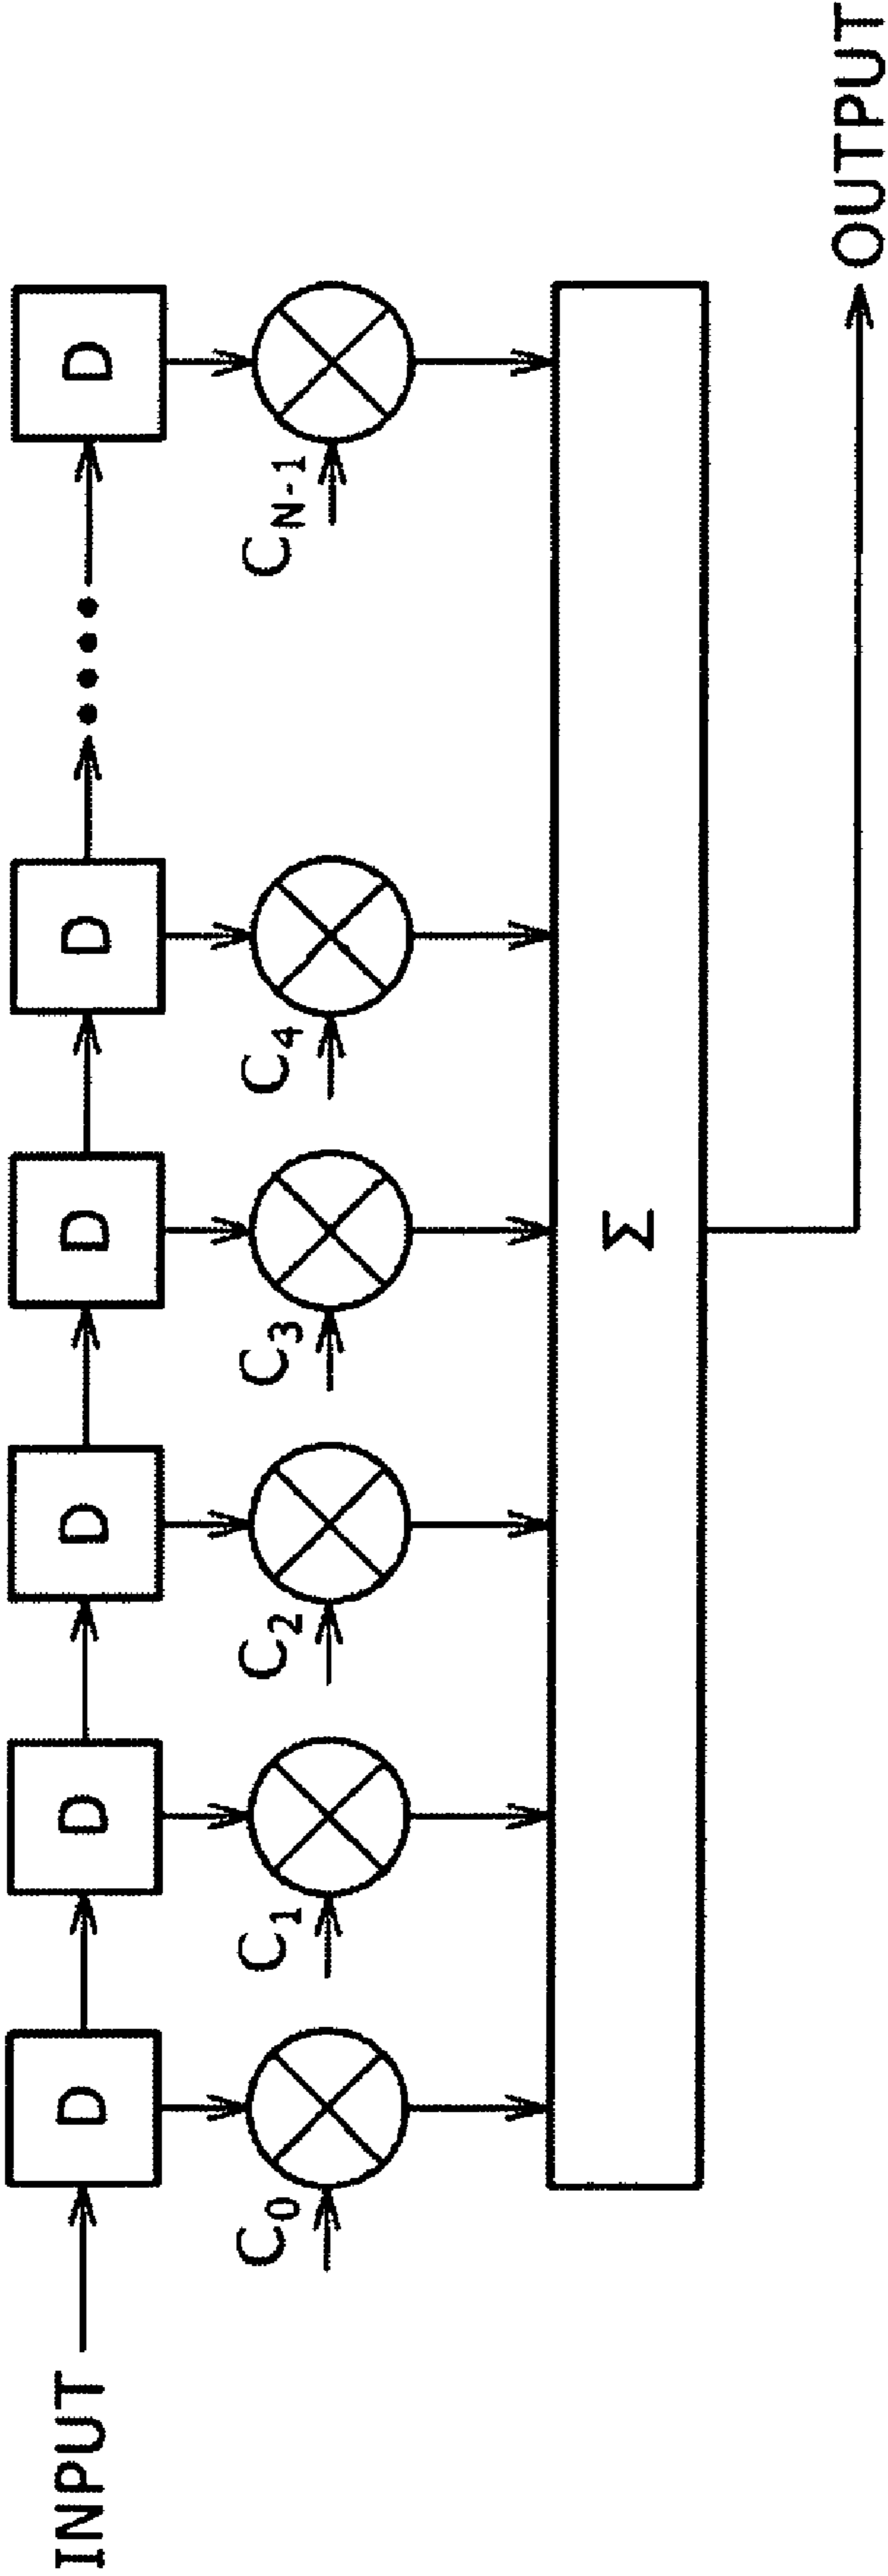 INPUT
D D D D D D
C0 C1 C2 C3 C4 CN-1
Σ
OUTPUT